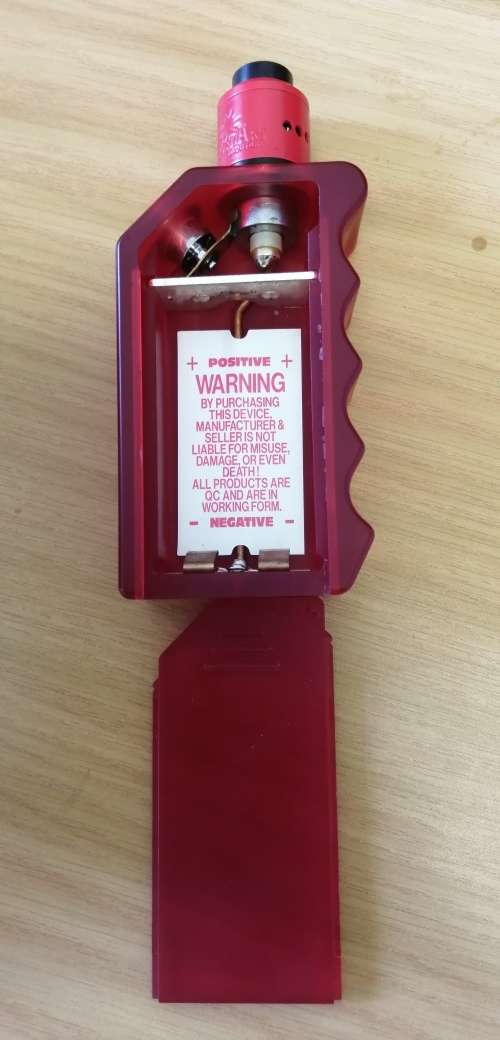 + POSITIVE +
WARNING
BY PURCHASING
THIS DEVICE,
MANUFACTURER &
SELLER IS NOT
LIABLE FOR MISUSE,
DAMAGE, OR EVEN
DEATH!
ALL PRODUCTS ARE
QC AND ARE IN
WORKING FORM.
- NEGATIVE -